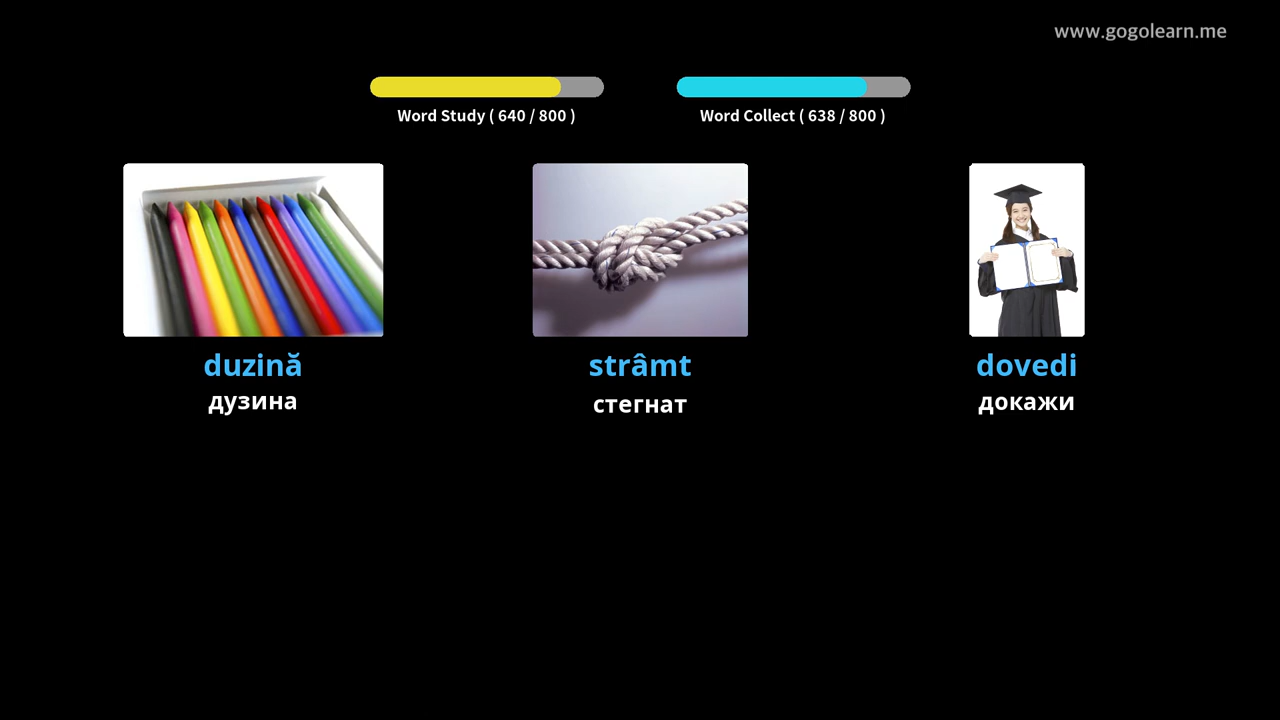 www.gogolearn.me
Word Study ( 640 / 800 )
Word Collect ( 638 / 800 )
duzină
дузина
strâmt
стегнат
dovedi
докажи